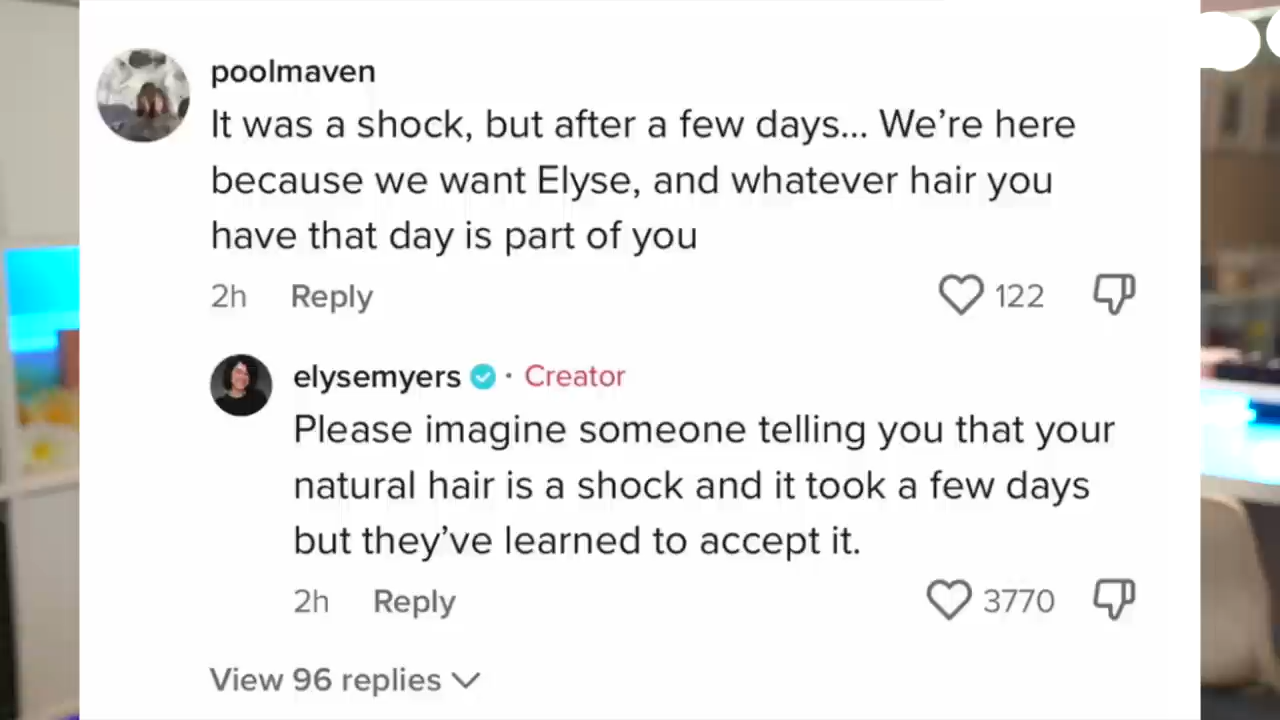 poolmaven
It was a shock, but after a few days... We’re here
because we want Elyse, and whatever hair you
have that day is part of you
2h Reply 122
elysemyers · Creator
Please imagine someone telling you that your
natural hair is a shock and it took a few days
but they’ve learned to accept it.
2h Reply 3770
View 96 replies